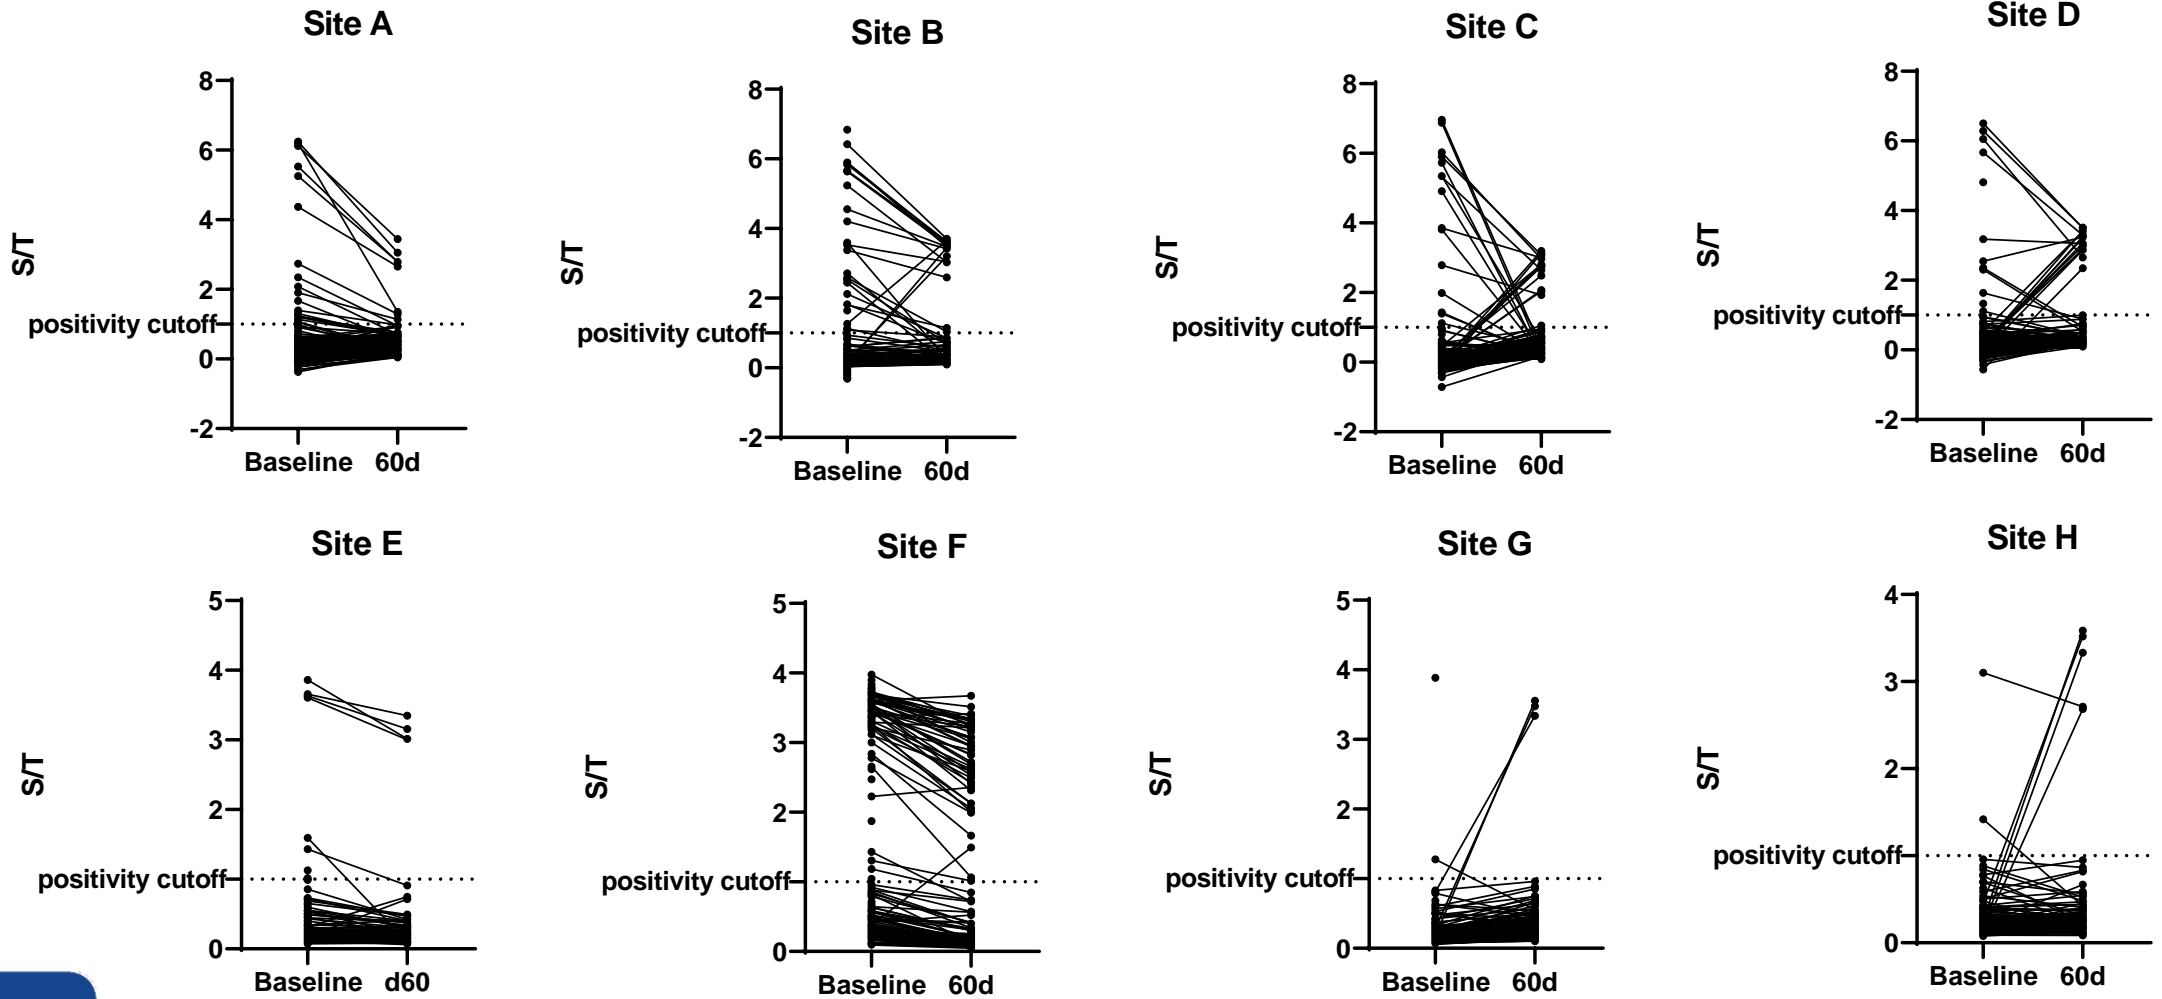 Site A
8
6
4
2
positivity cutoff
0
-2
S/T
Baseline 60d
Site B
8
6
4
2
positivity cutoff
0
-2
S/T
Baseline 60d
Site C
8
6
4
2
positivity cutoff
0
-2
S/T
Baseline 60d
Site D
8
6
4
2
positivity cutoff
0
-2
S/T
Baseline 60d
Site E
5
4
3
2
positivity cutoff
0
S/T
Baseline d60
Site F
5
4
3
2
positivity cutoff
0
S/T
Baseline 60d
Site G
5
4
3
2
positivity cutoff
0
S/T
Baseline 60d
Site H
4
3
2
positivity cutoff
0
S/T
Baseline 60d